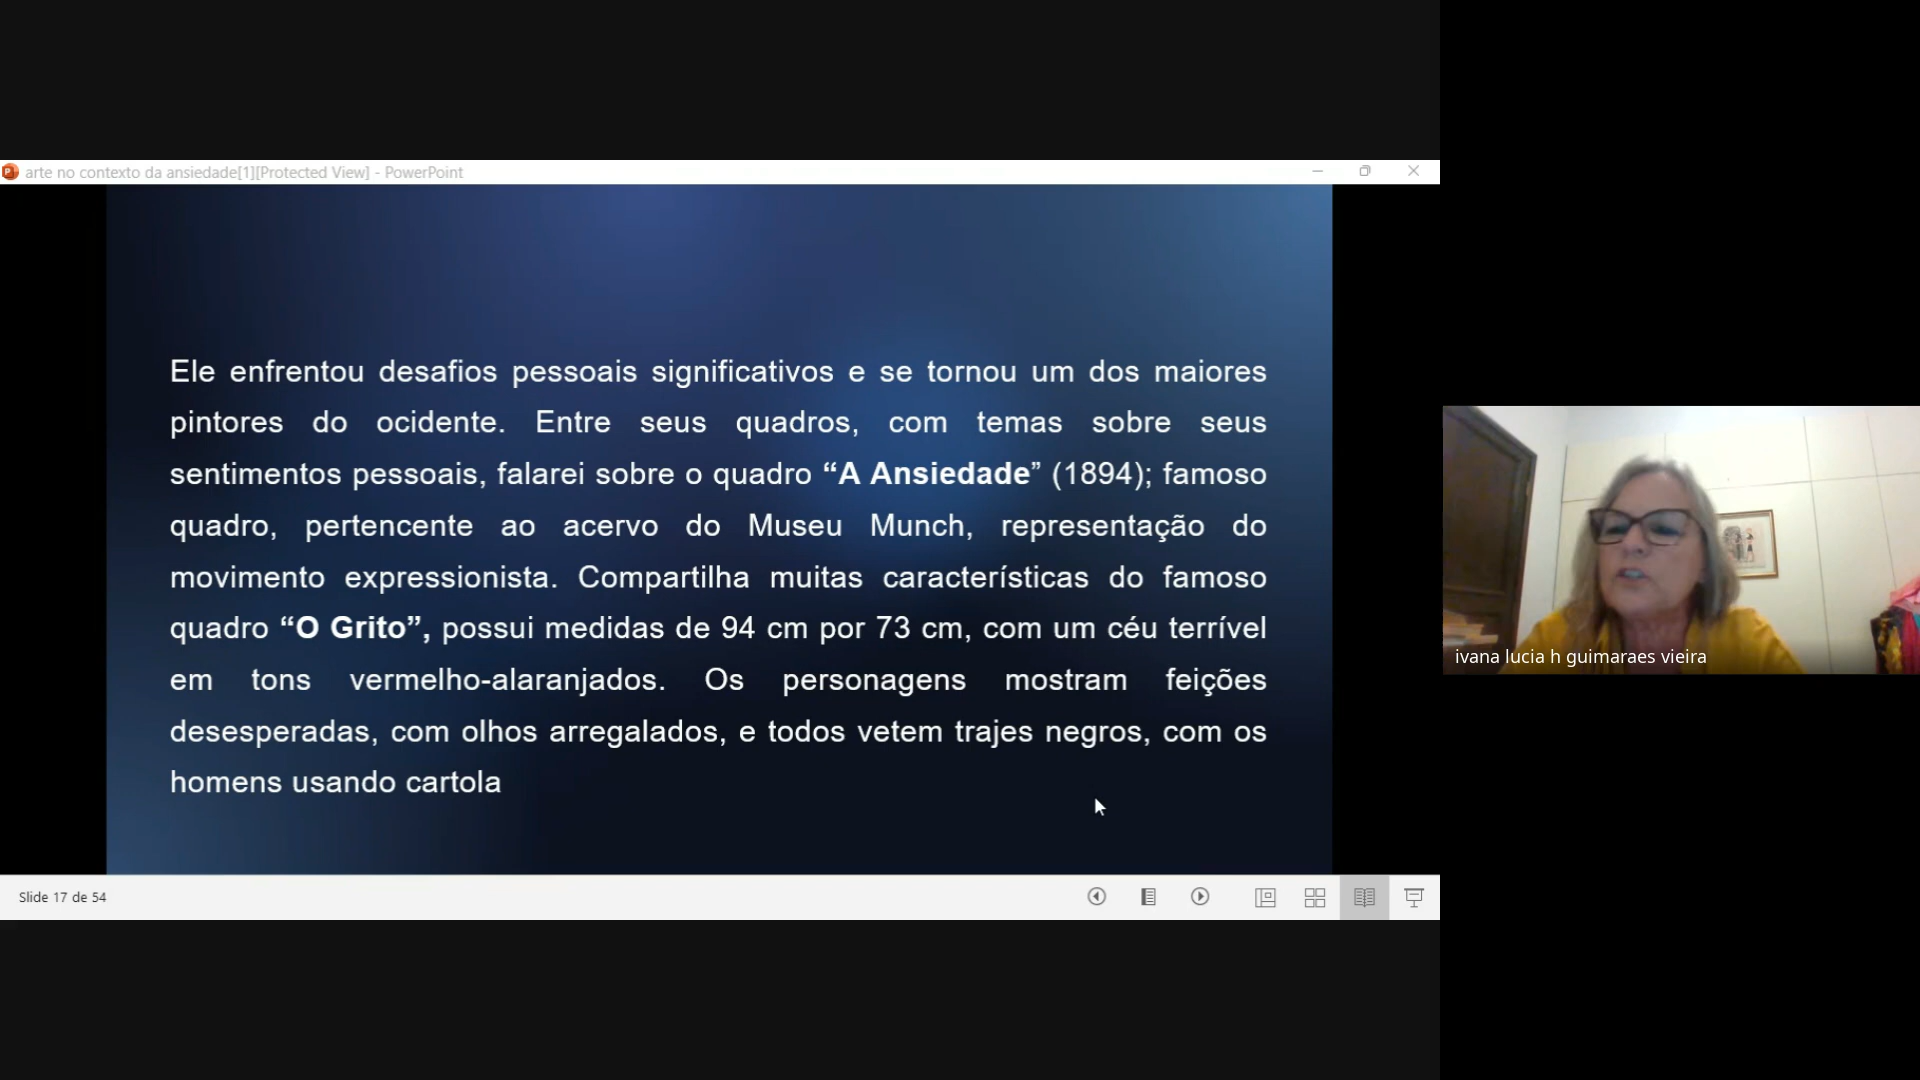 arte no contexto da ansiedade[1][Protected View] - PowerPoint
Ele enfrentou desafios pessoais significativos e se tornou um dos maiores
pintores do ocidente. Entre seus quadros, com temas sobre seus
sentimentos pessoais, falarei sobre o quadro “A Ansiedade” (1894); famoso
quadro, pertencente ao acervo do Museu Munch, representação do
movimento expressionista. Compartilha muitas características do famoso
quadro “O Grito”, possui medidas de 94 cm por 73 cm, com um céu terrível
em tons vermelho-alaranjados. Os personagens mostram feições
desesperadas, com olhos arregalados, e todos vetem trajes negros, com os
homens usando cartola
Slide 17 de 54
ivana lucia h guimaraes vieira